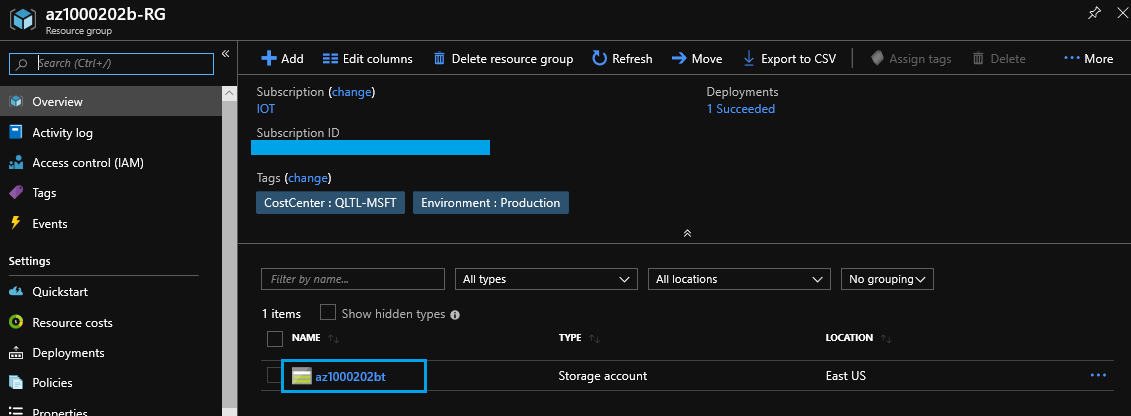 az1000202b-RG
Resource group
Search (Ctrl+/)
Overview
Activity log
Access control (IAM)
Tags
Events
Settings
Quickstart
Resource costs
Deployments
Policies
Properties
Add Edit columns Delete resource group Refresh Move Export to CSV Assign tags Delete More
Subscription (change)
IOT
Deployments
1 Succeeded
Subscription ID
Tags (change)
CostCenter : QLTL-MSFT Environment : Production
Filter by name... All types All locations No grouping
1 items Show hidden types
NAME TYPE LOCATION
az1000202bt Storage account East US